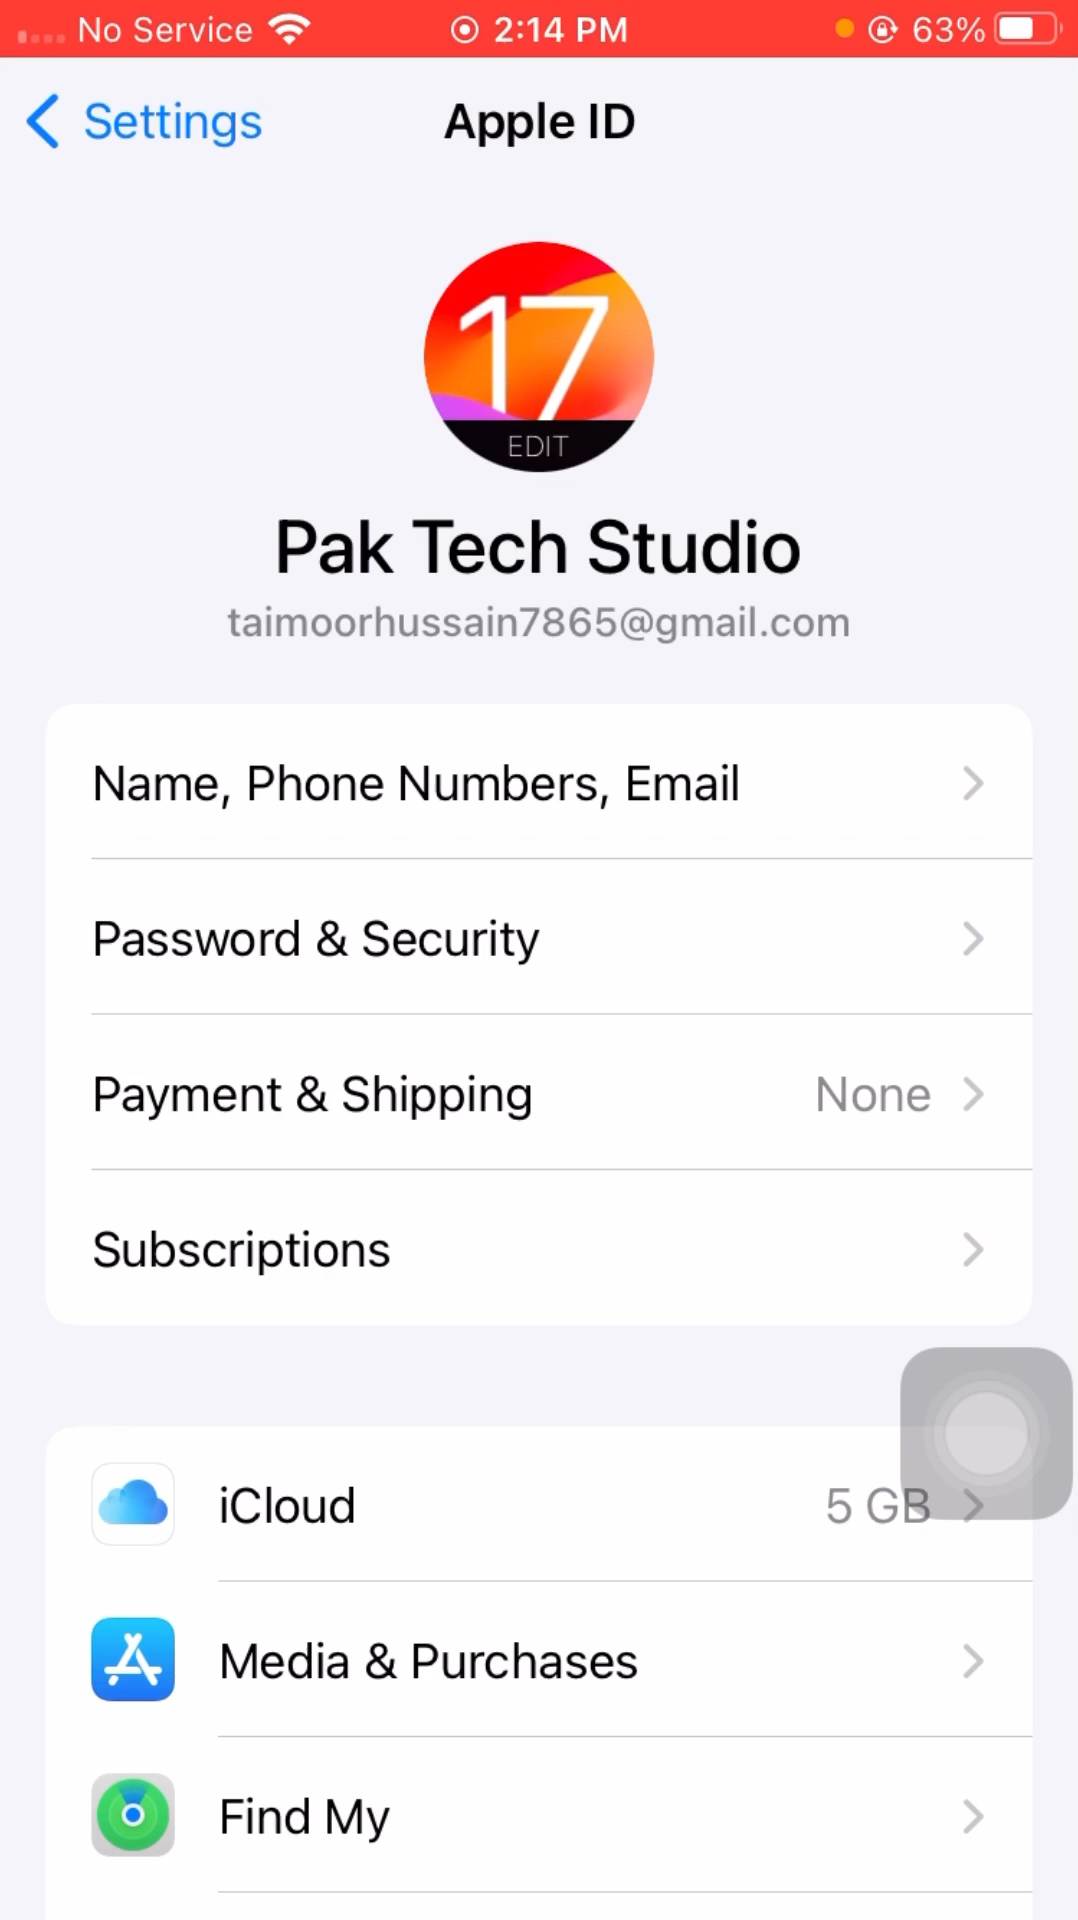 No Service 2:14 PM 63%
Settings Apple ID
17
EDIT
Pak Tech Studio
taimoorhussain7865@gmail.com
Name, Phone Numbers, Email
Password & Security
Payment & Shipping None
Subscriptions
iCloud 5 GB
Media & Purchases
Find My